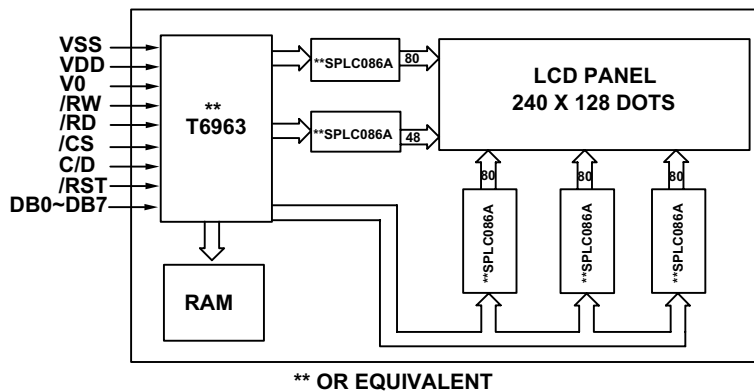 VSS
VDD
V0
/RW
/RD
/CS
C/D
/RST
DB0~DB7
**
T6963
RAM
**SPLC086A
80
**SPLC086A
48
LCD PANEL
240 X 128 DOTS
80
80
80
**SPLC086A
**SPLC086A
**SPLC086A
** OR EQUIVALENT